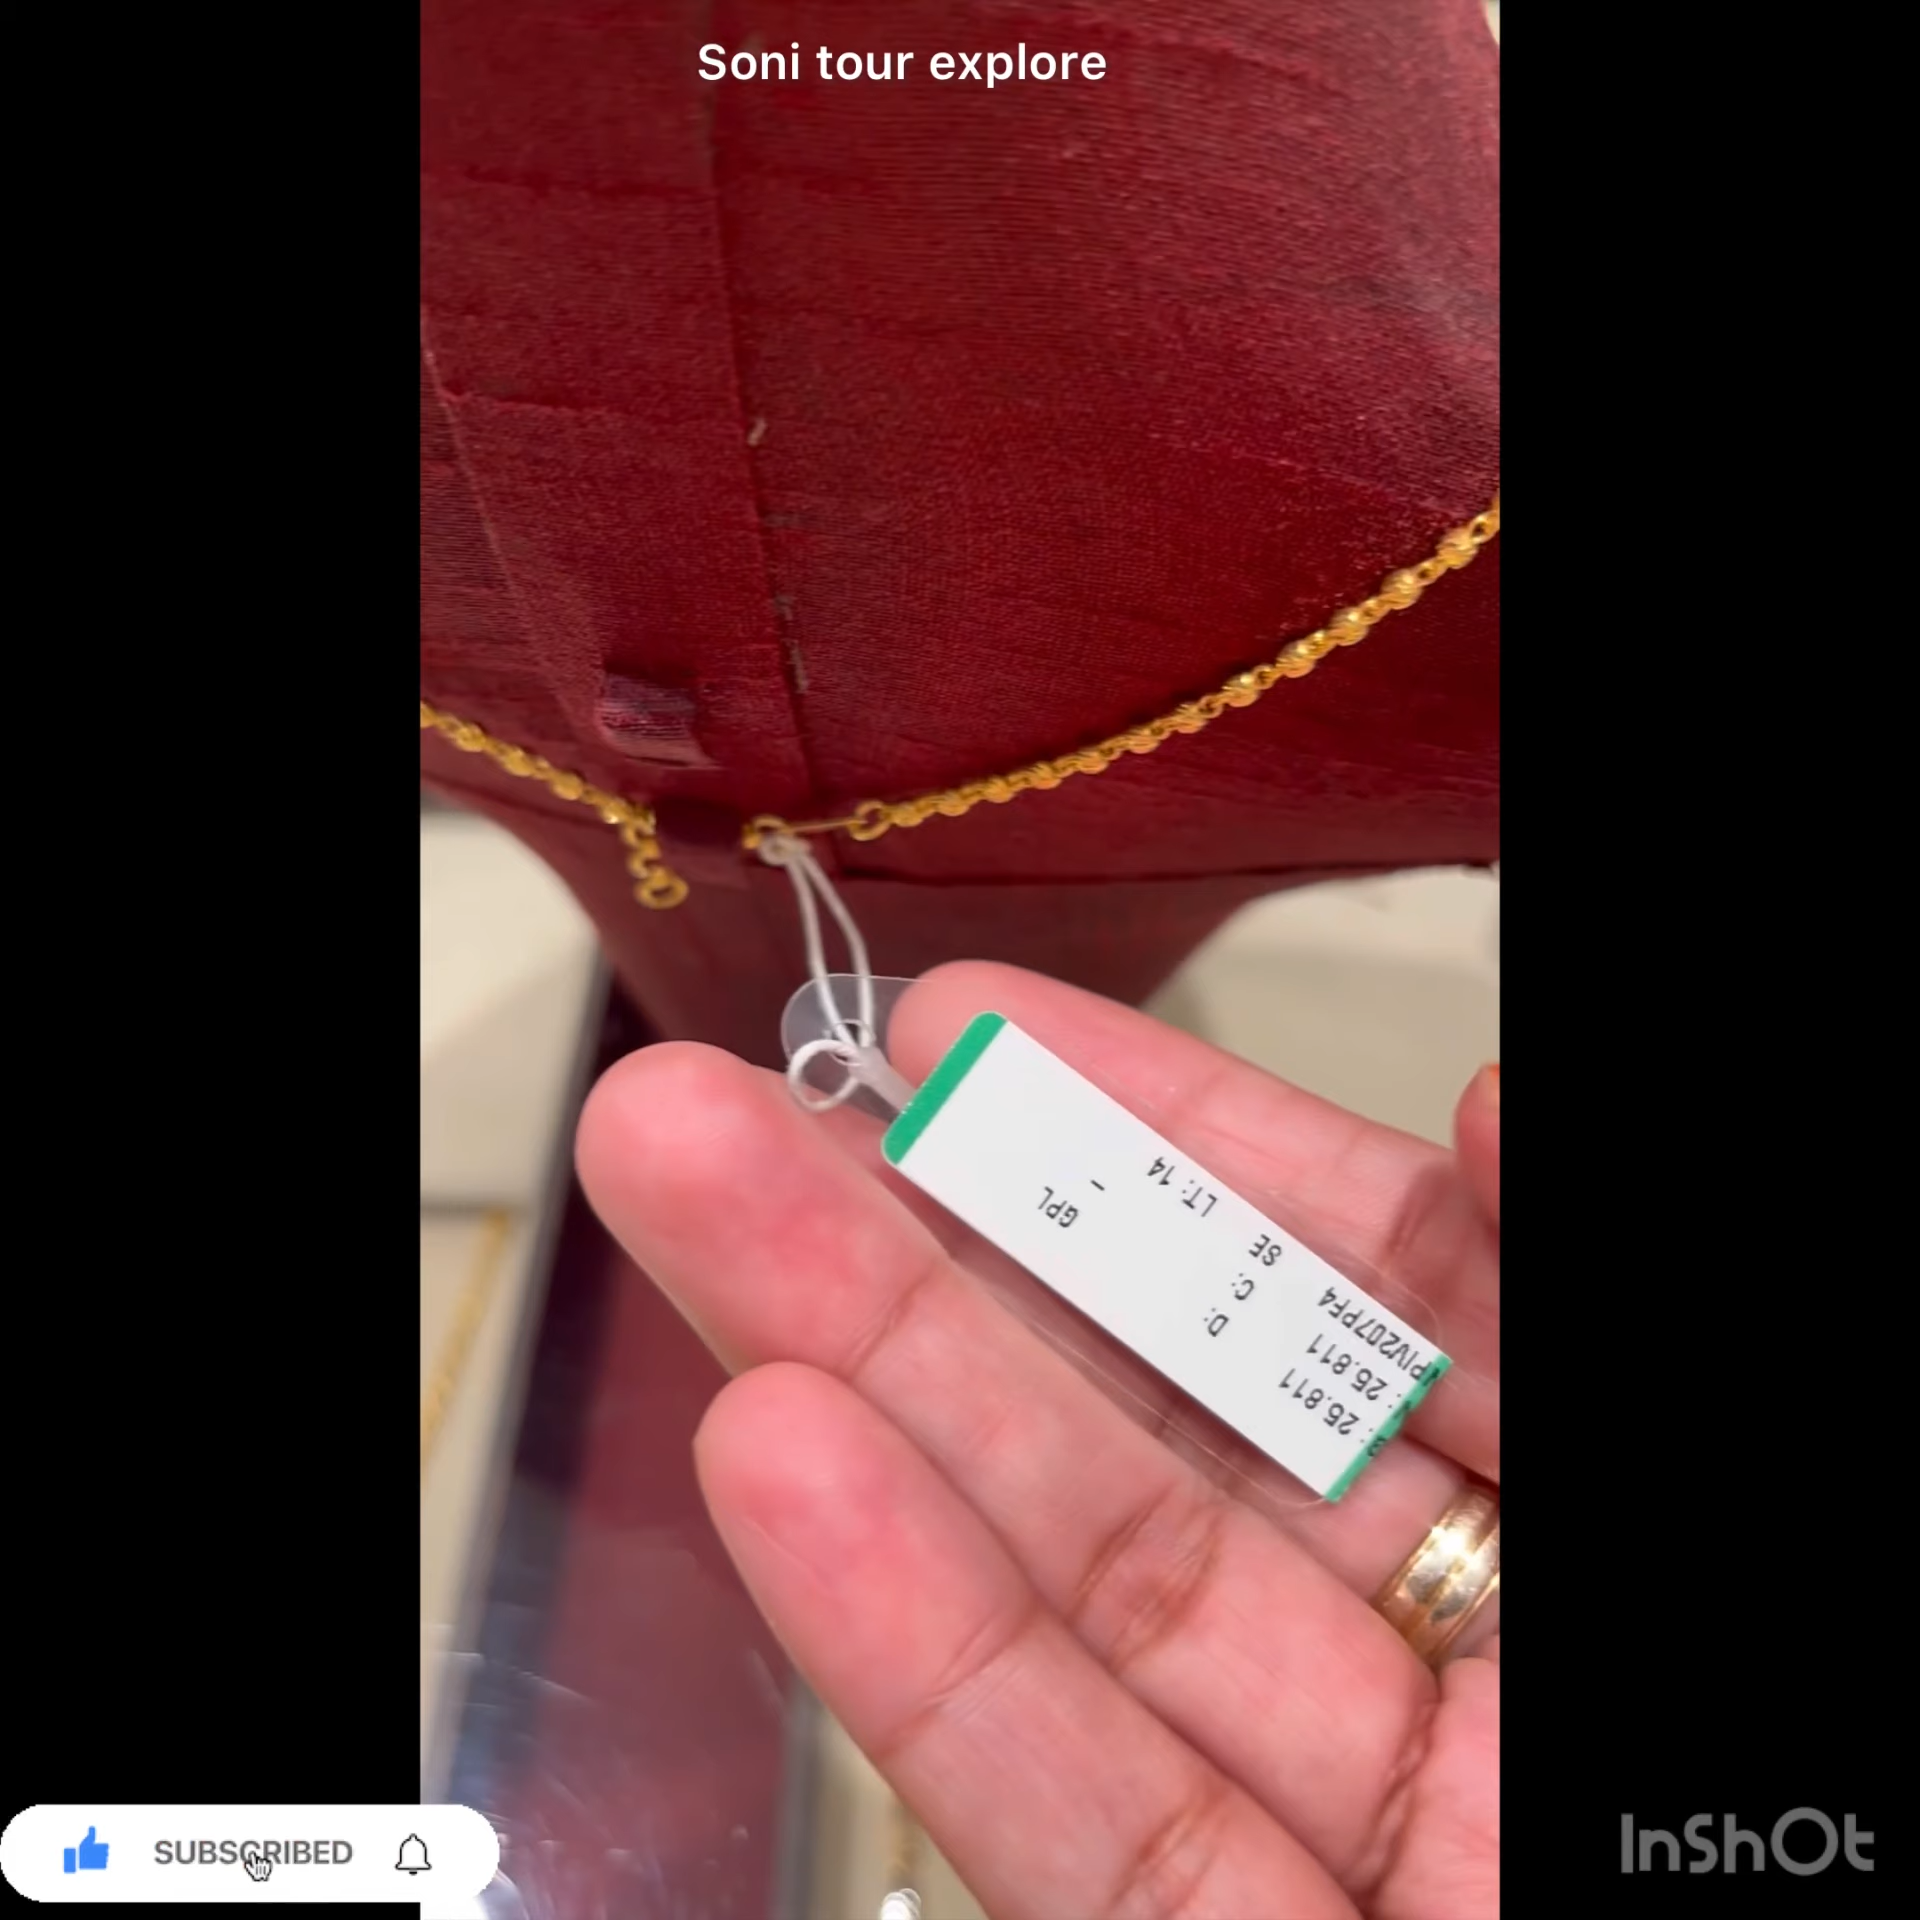 Soni tour explore
: 25.811
: 25.811
PIV207PF4
D:
C:
SE
GPL
-
LT: 14
SUBSCRIBED
InShOt